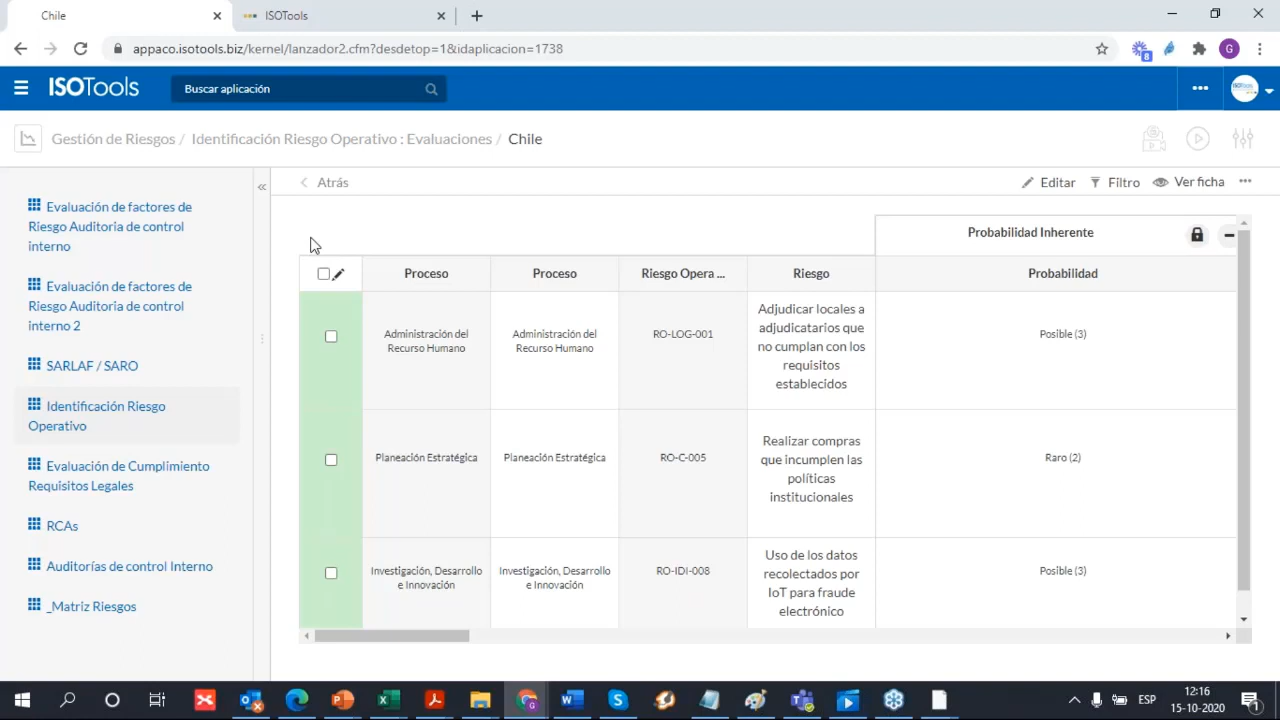 Chile
ISOTools
appaco.isotools.biz/kernel/lanzador2.cfm?desdetop=1&idaplicacion=1738
G
8
ISOTools
Buscar aplicación
Gestión de Riesgos / Identificación Riesgo Operativo : Evaluaciones / Chile
Evaluación de factores de
Riesgo Auditoria de control
interno
Evaluación de factores de
Riesgo Auditoria de control
interno 2
SARLAF / SARO
Identificación Riesgo
Operativo
Evaluación de Cumplimiento
Requisitos Legales
RCAs
Auditorías de control Interno
_Matriz Riesgos
Atrás
Editar
Filtro
Ver ficha
Probabilidad Inherente
Proceso
Proceso
Riesgo Opera ...
Riesgo
Probabilidad
Administración del
Recurso Humano
Administración del
Recurso Humano
RO-LOG-001
Adjudicar locales a
adjudicatarios que
no cumplan con los
requisitos
establecidos
Posible (3)
Planeación Estratégica
Planeación Estratégica
RO-C-005
Realizar compras
que incumplen las
políticas
institucionales
Raro (2)
Investigación, Desarrollo
e Innovación
Investigación, Desarrollo
e Innovación
RO-IDI-008
Uso de los datos
recolectados por
IoT para fraude
electrónico
Posible (3)
ESP
12:16
15-10-2020
1